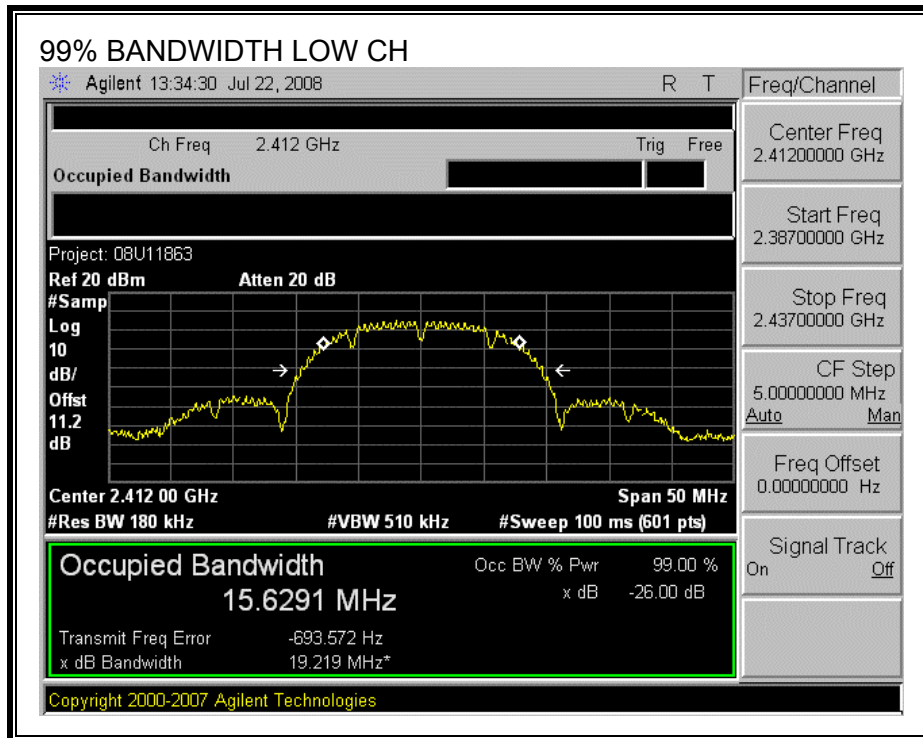 99% BANDWIDTH LOW CH
Agilent 13:34:30 Jul 22, 2008 R T
Freq/Channel
Ch Freq 2.412 GHz Trig Free
Occupied Bandwidth
Center Freq
2.41200000 GHz
Start Freq
2.38700000 GHz
Stop Freq
2.43700000 GHz
CF Step
5.00000000 MHz
Auto Man
Freq Offset
0.00000000 Hz
Signal Track
On Off
Project: 08U11863
Ref 20 dBm Atten 20 dB
#Samp
Log
10
dB/
Offst
11.2
dB
Center 2.412 00 GHz Span 50 MHz
#Res BW 180 kHz #VBW 510 kHz #Sweep 100 ms (601 pts)
Occupied Bandwidth Occ BW % Pwr 99.00 %
15.6291 MHz x dB -26.00 dB
Transmit Freq Error -693.572 Hz
x dB Bandwidth 19.219 MHz*
Copyright 2000-2007 Agilent Technologies